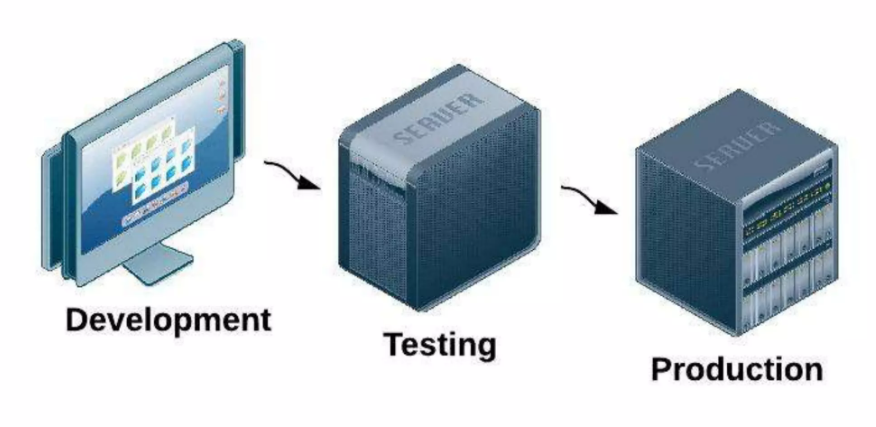 SERVER
SERVER
Development
Testing
Production